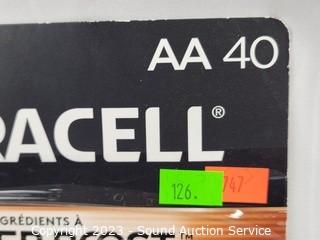 AA 40
RACELL®
126. 747
GRÉDIENTS À
Copyright 2023 - Sound Auction Service